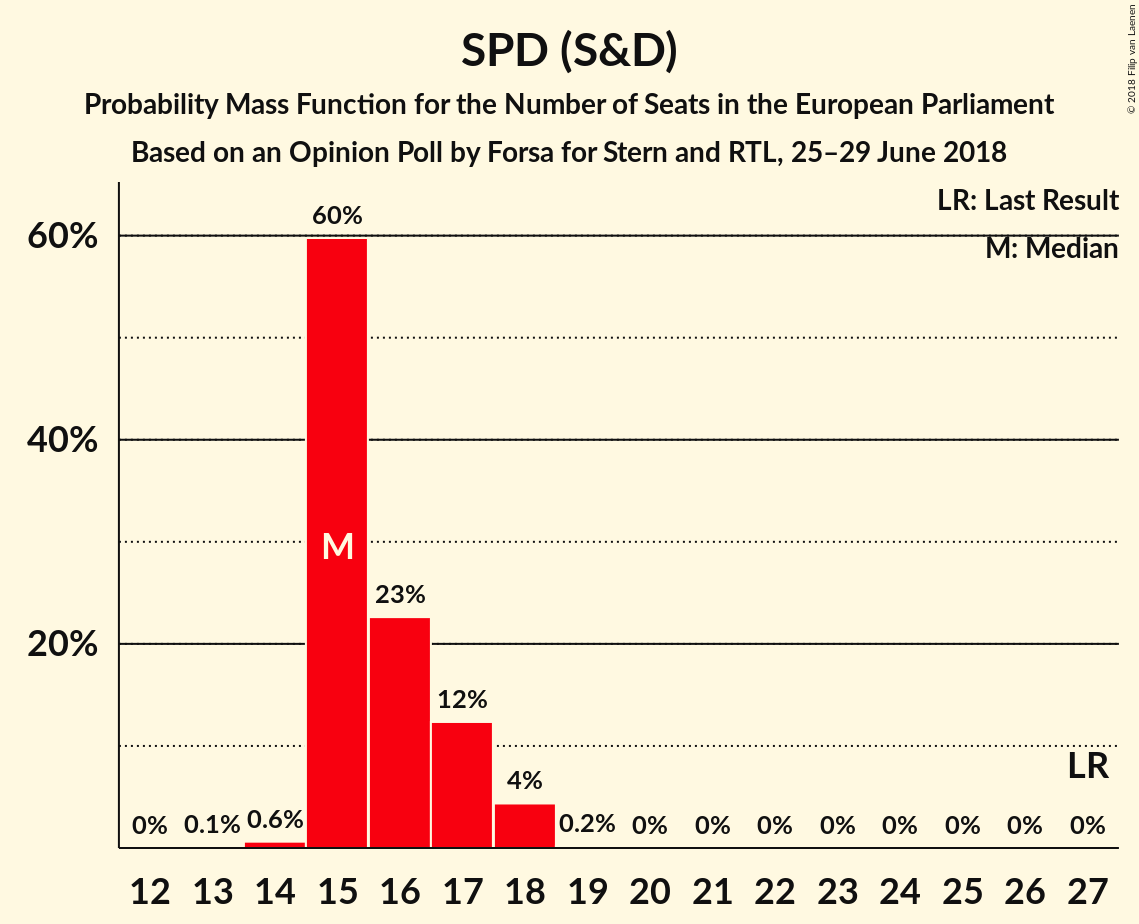 SPD (S&D)
Probability Mass Function for the Number of Seats in the European Parliament
Based on an Opinion Poll by Forsa for Stern and RTL, 25–29 June 2018
© 2018 Filip van Laenen
LR: Last Result
M: Median
60%
40%
20%
60%
M
23%
12%
4%
LR
0% 0.1% 0.6% 0.2% 0% 0% 0% 0% 0% 0% 0% 0%
12 13 14 15 16 17 18 19 20 21 22 23 24 25 26 27